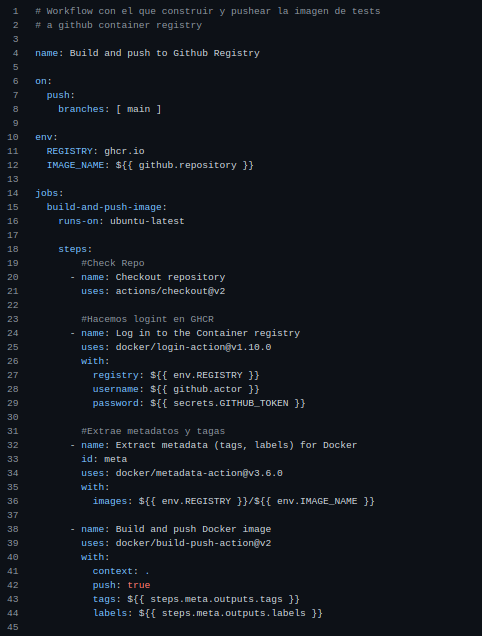 1 # Workflow con el que construir y pushear la imagen de tests
2 # a github container registry
3
4 name: Build and push to Github Registry
5
6 on:
7   push:
8     branches: [ main ]
9
10 env:
11   REGISTRY: ghcr.io
12   IMAGE_NAME: ${{ github.repository }}
13
14 jobs:
15   build-and-push-image:
16     runs-on: ubuntu-latest
17
18     steps:
19         #Check Repo
20       - name: Checkout repository
21         uses: actions/checkout@v2
22
23         #Hacemos logint en GHCR
24       - name: Log in to the Container registry
25         uses: docker/login-action@v1.10.0
26         with:
27           registry: ${{ env.REGISTRY }}
28           username: ${{ github.actor }}
29           password: ${{ secrets.GITHUB_TOKEN }}
30
31         #Extrae metadatos y tagas
32       - name: Extract metadata (tags, labels) for Docker
33         id: meta
34         uses: docker/metadata-action@v3.6.0
35         with:
36           images: ${{ env.REGISTRY }}/${{ env.IMAGE_NAME }}
37
38       - name: Build and push Docker image
39         uses: docker/build-push-action@v2
40         with:
41           context: .
42           push: true
43           tags: ${{ steps.meta.outputs.tags }}
44           labels: ${{ steps.meta.outputs.labels }}
45